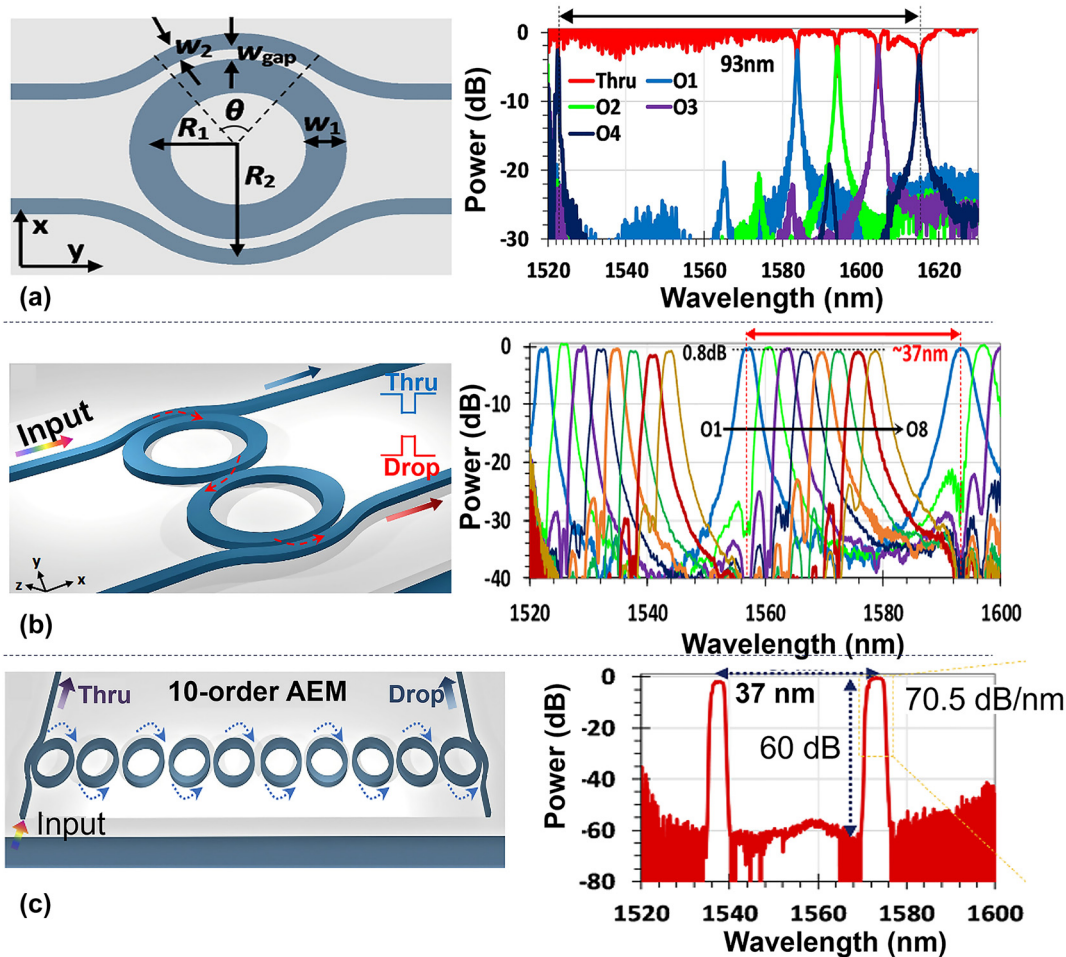 w2
wgap
R1
θ
w1
R2
x
y
(a)
93nm
Thru
O1
O2
O3
O4
Power (dB)
0
-10
-20
-30
1520
1540
1560
1580
1600
1620
Wavelength (nm)
Input
Thru
Drop
y
z
x
(b)
0.8dB
~37nm
O1
O8
Power (dB)
0
-10
-20
-30
-40
1520
1540
1560
1580
1600
Wavelength (nm)
Thru
10-order AEM
Drop
Input
(c)
37 nm
60 dB
70.5 dB/nm
Power (dB)
0
-20
-40
-60
-80
1520
1540
1560
1580
1600
Wavelength (nm)